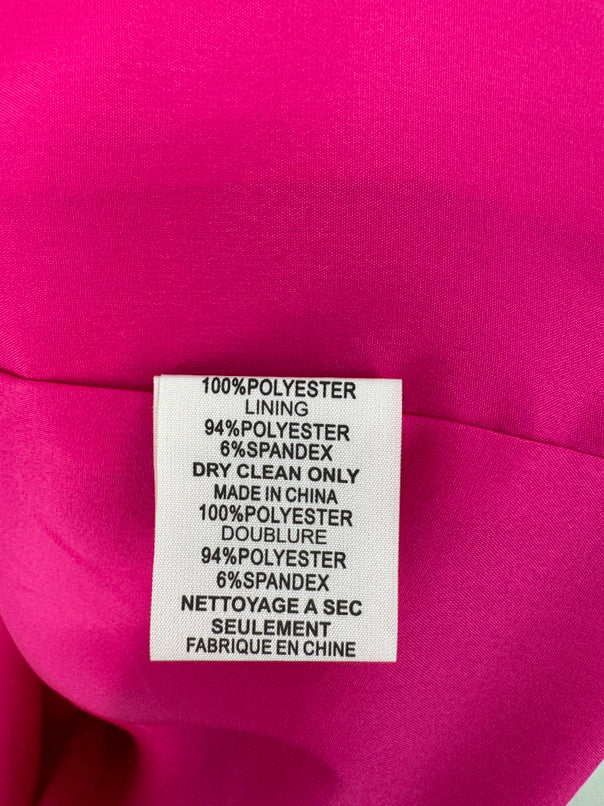 100%POLYESTER
LINING
94%POLYESTER
6%SPANDEX
DRY CLEAN ONLY
MADE IN CHINA
100%POLYESTER
DOUBLURE
94%POLYESTER
6%SPANDEX
NETTOYAGE A SEC
SEULEMENT
FABRIQUE EN CHINE